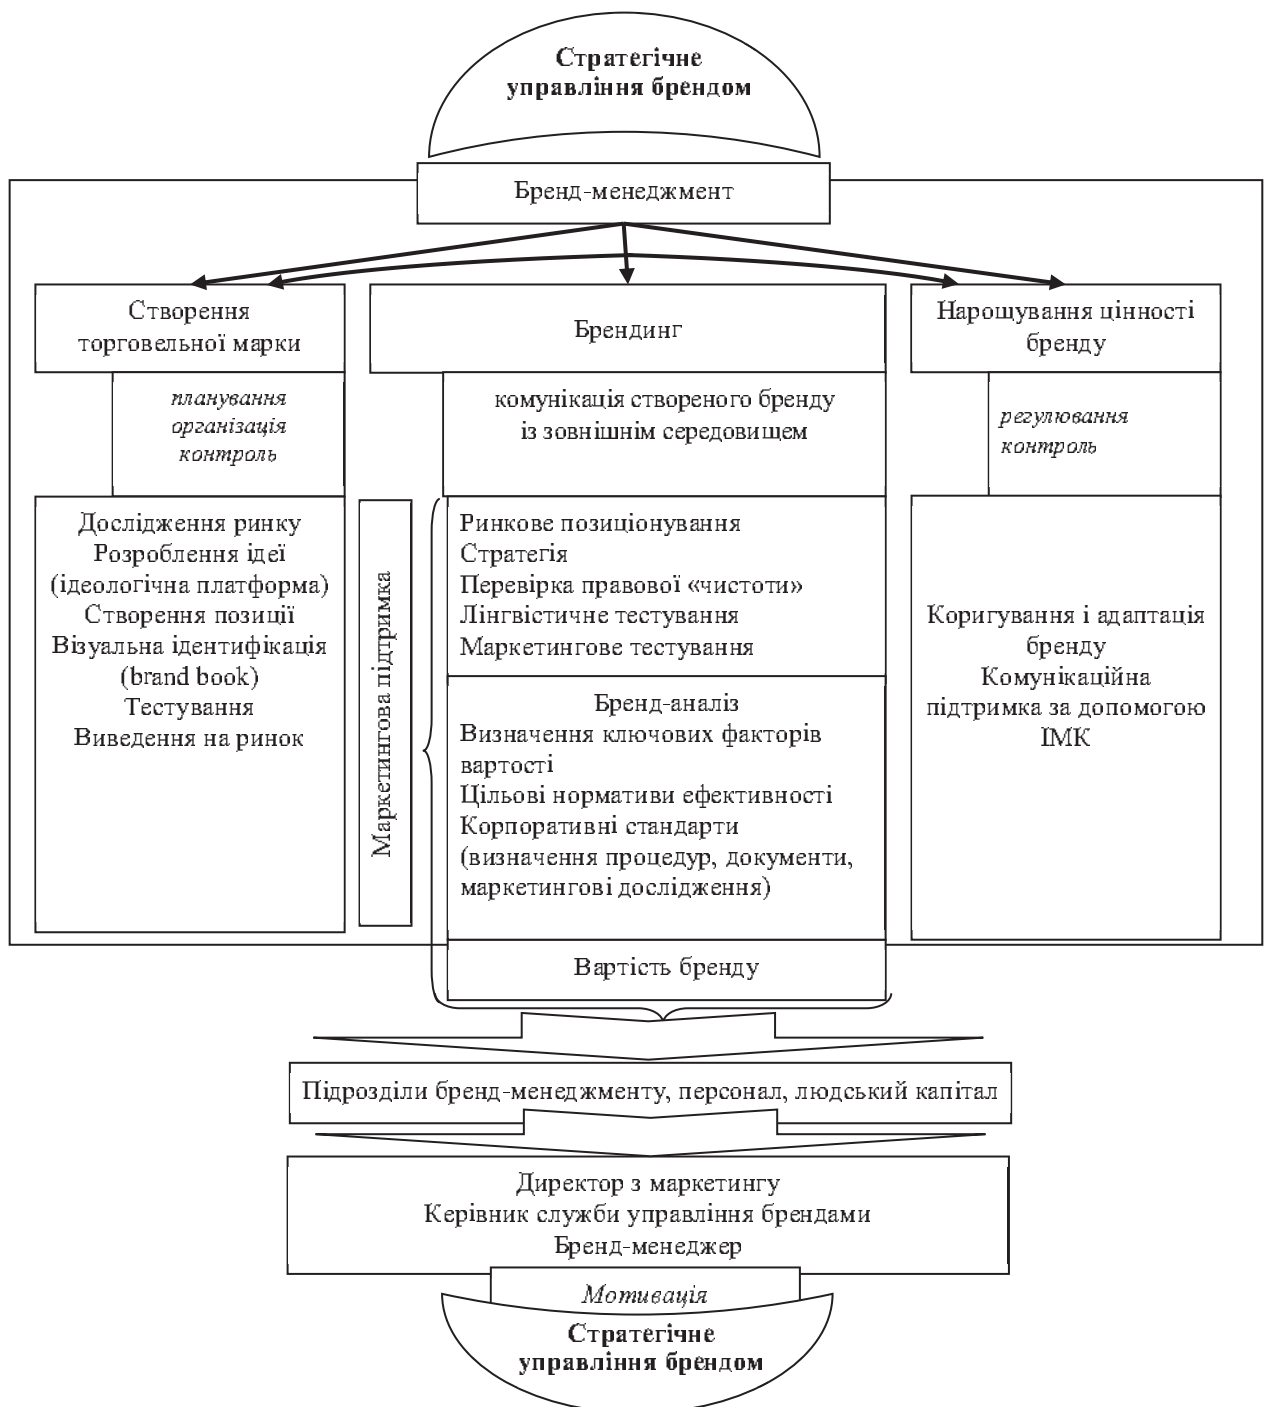 Стратегічне
управління брендом
Бренд-менеджмент
Створення
торговельної марки
планування
організація
контроль
Дослідження ринку
Розроблення ідеї
(ідеологічна платформа)
Створення позиції
Візуальна ідентифікація
(brand book)
Тестування
Виведення на ринок
Маркетингова підтримка
Брендинг
комунікація створеного бренду
із зовнішнім середовищем
Ринкове позиціонування
Стратегія
Перевірка правової «чистоти»
Лінгвістичне тестування
Маркетингове тестування
Бренд-аналіз
Визначення ключових факторів
вартості
Цільові нормативи ефективності
Корпоративні стандарти
(визначення процедур, документи,
маркетингові дослідження)
Вартість бренду
Нарощування цінності
бренду
регулювання
контроль
Коригування і адаптація
бренду
Комунікаційна
підтримка за допомогою
ІМК
Підрозділи бренд-менеджменту, персонал, людський капітал
Директор з маркетингу
Керівник служби управління брендами
Бренд-менеджер
Мотивація
Стратегічне
управління брендом